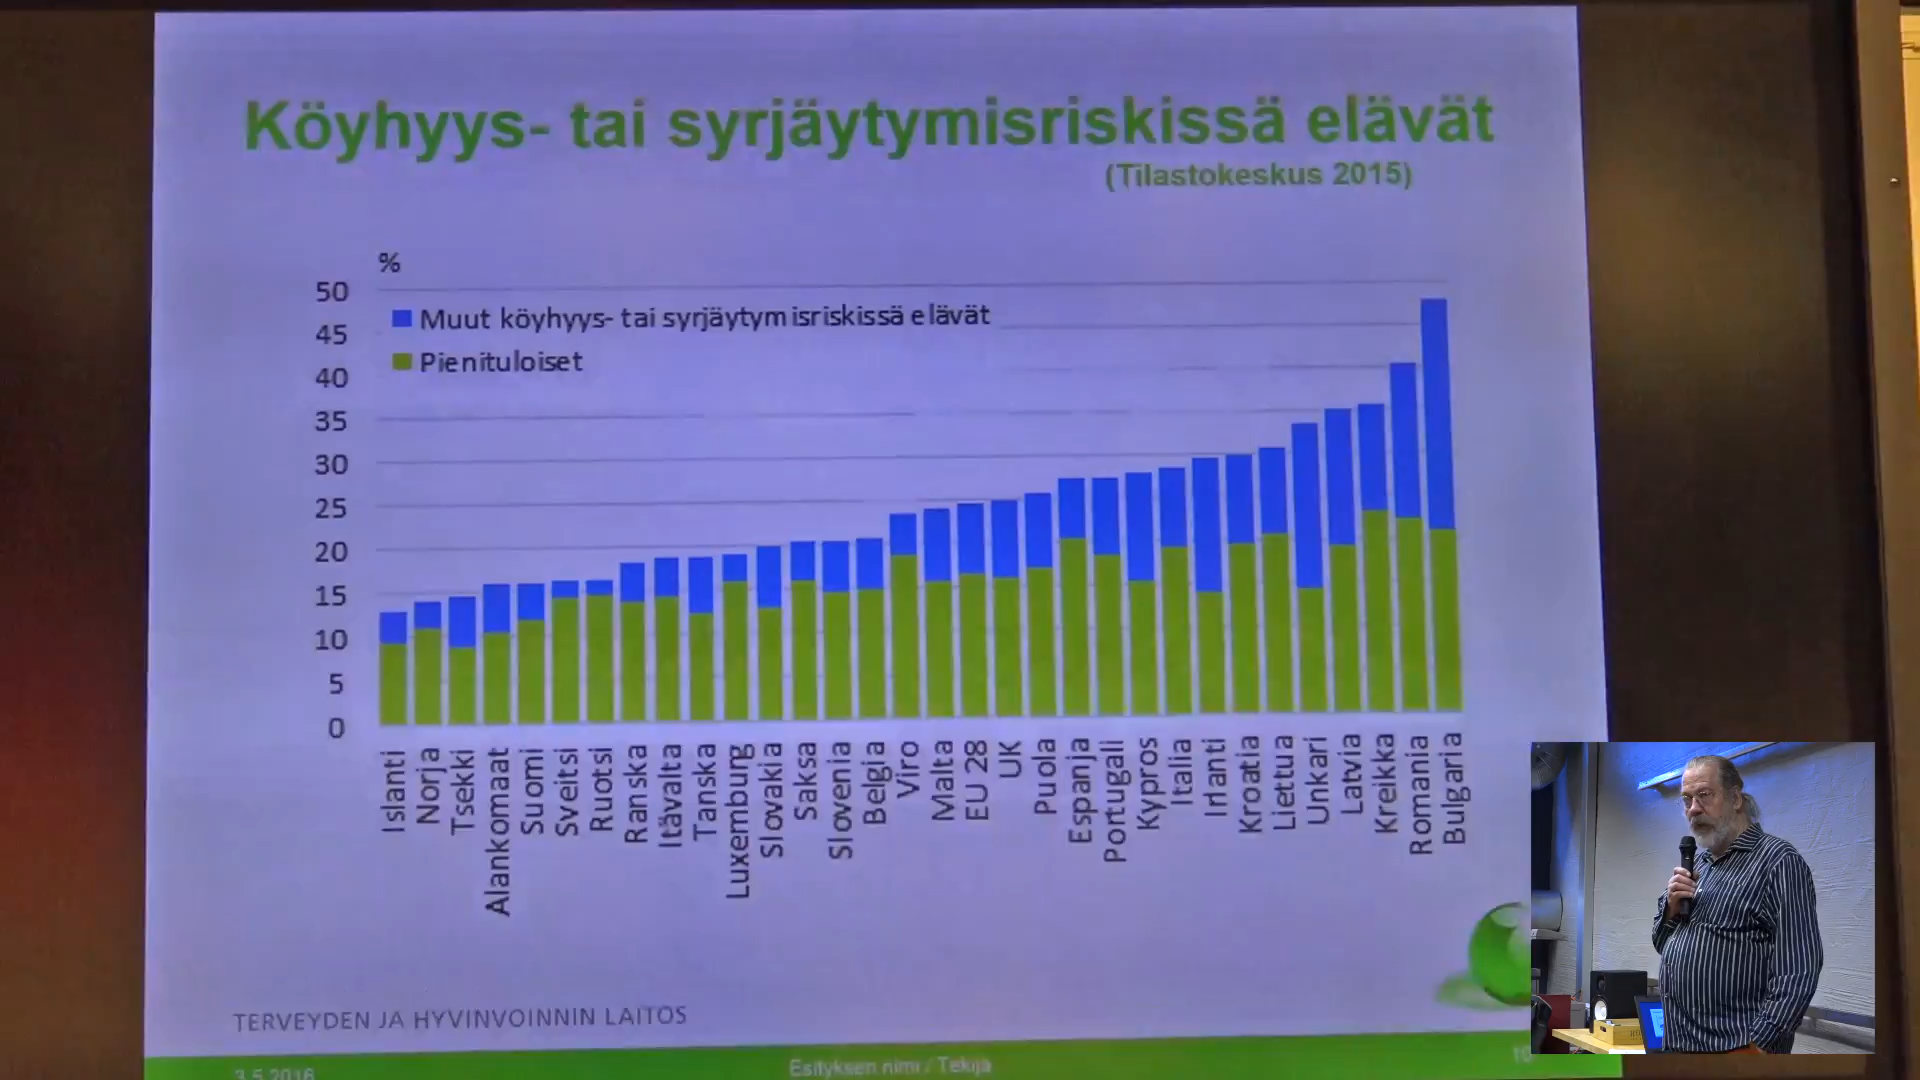 Köyhyys- tai syrjäytymisriskissä elävät
(Tilastokeskus 2015)
%
50
45
40
35
30
25
20
15
10
5
0
Muut köyhyys- tai syrjäytymisriskissä elävät
Pienituloiset
Islanti
Norja
Tsekki
Alankomaat
Suomi
Sveitsi
Ruotsi
Ranska
Itävalta
Tanska
Luxemburg
Slovakia
Saksa
Slovenia
Belgia
Viro
Malta
EU 28
UK
Puola
Espanja
Portugali
Kypros
Italia
Irlanti
Kroatia
Liettua
Unkari
Latvia
Kreikka
Romania
Bulgaria
TERVEYDEN JA HYVINVOINNIN LAITOS
3.5.2016
Esityksen nimi / Tekijä
10